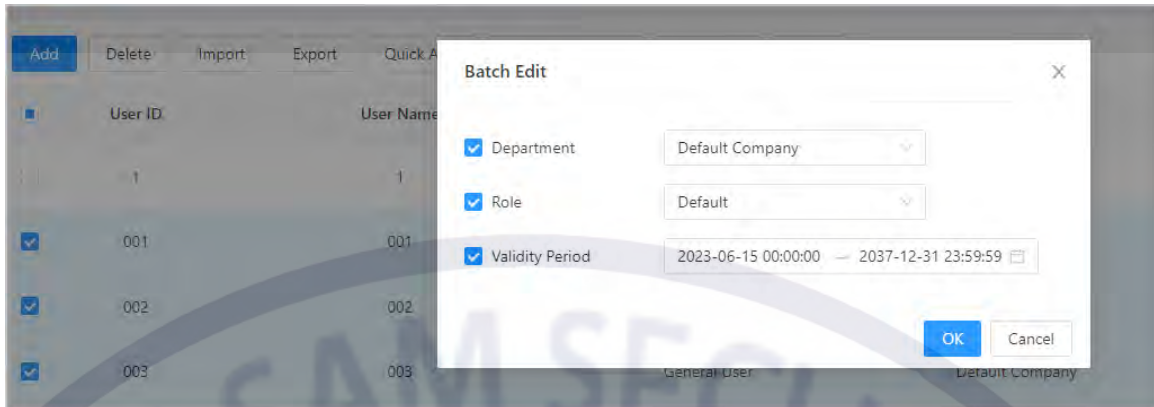 Add Delete Import Export Quick A
Batch Edit
User ID User Name
Department Default Company
1 1
Role Default
001 001
Validity Period 2023-06-15 00:00:00 — 2037-12-31 23:59:59
002 002
OK Cancel
003 003 General User Default Company
SAM SECU